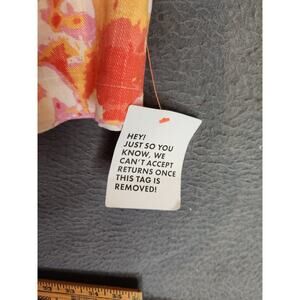 HEY!
JUST SO YOU
KNOW, WE
CAN'T ACCEPT
RETURNS ONCE
THIS TAG IS
REMOVED!